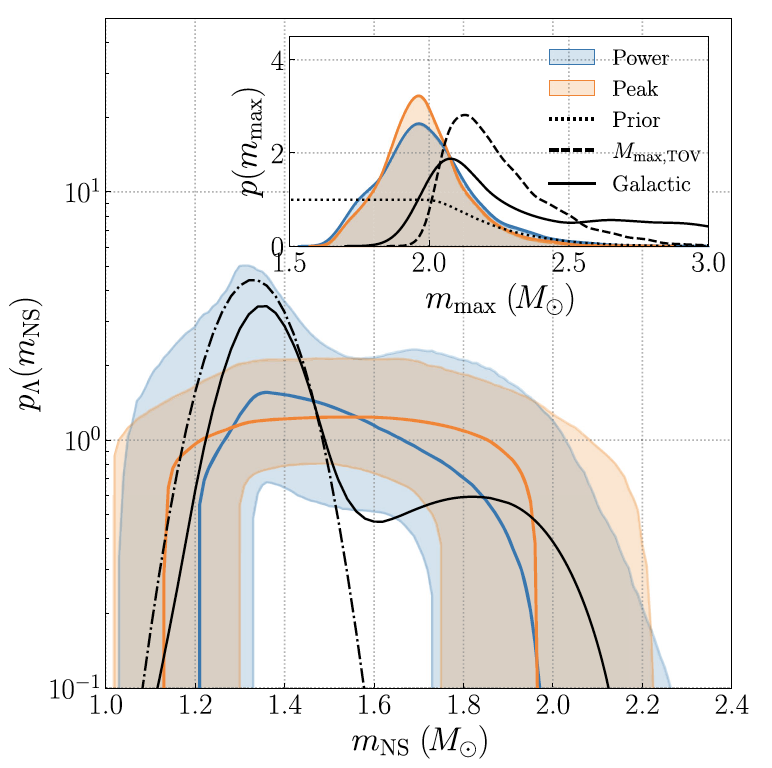 4
2
0
1.5
2.0
2.5
3.0
p(m_max)
m_max (M_⊙)
Power
Peak
Prior
M_max,TOV
Galactic
10^1
10^0
10^−1
1.0
1.2
1.4
1.6
1.8
2.0
2.2
2.4
p_Λ(m_NS)
m_NS (M_⊙)